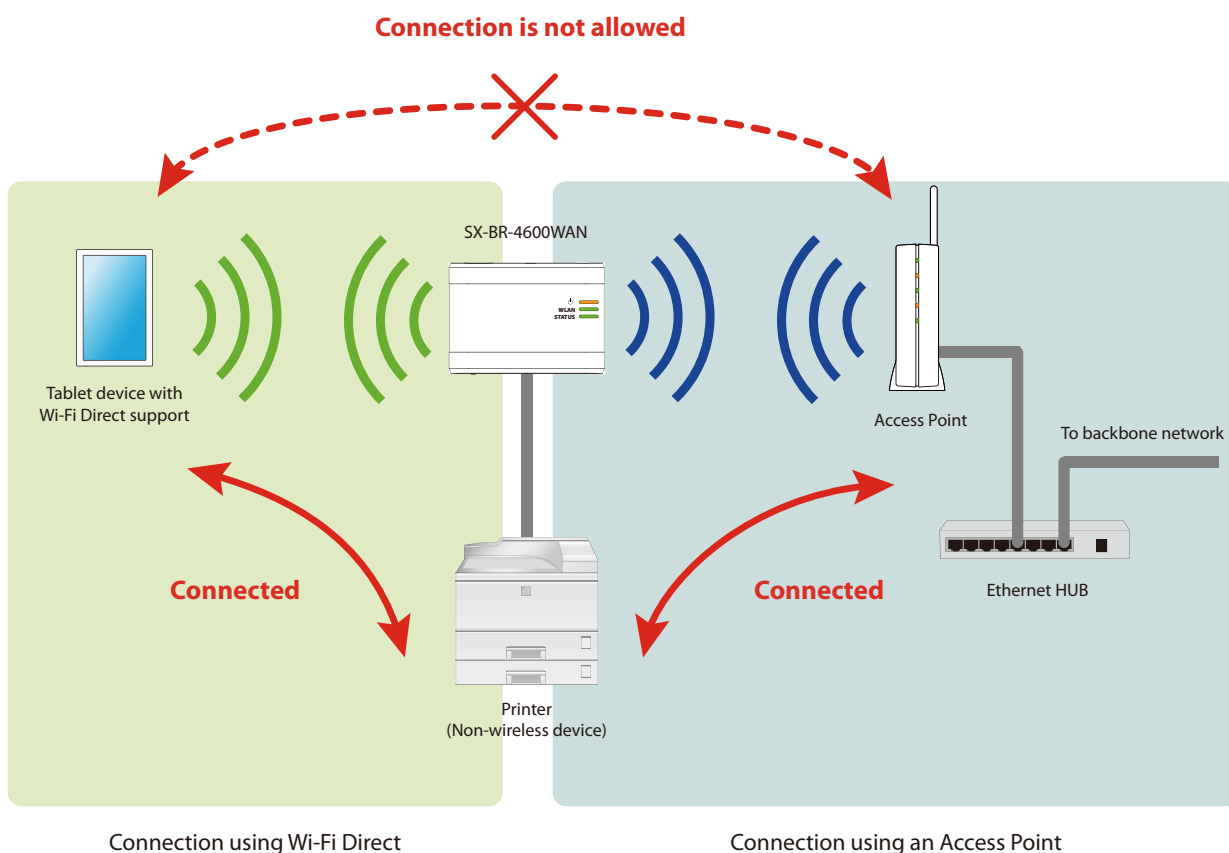 Connection is not allowed
SX-BR-4600WAN
WLAN
STATUS
Tablet device with
Wi-Fi Direct support
Access Point
To backbone network
Connected
Connected
Ethernet HUB
Printer
(Non-wireless device)
Connection using Wi-Fi Direct
Connection using an Access Point